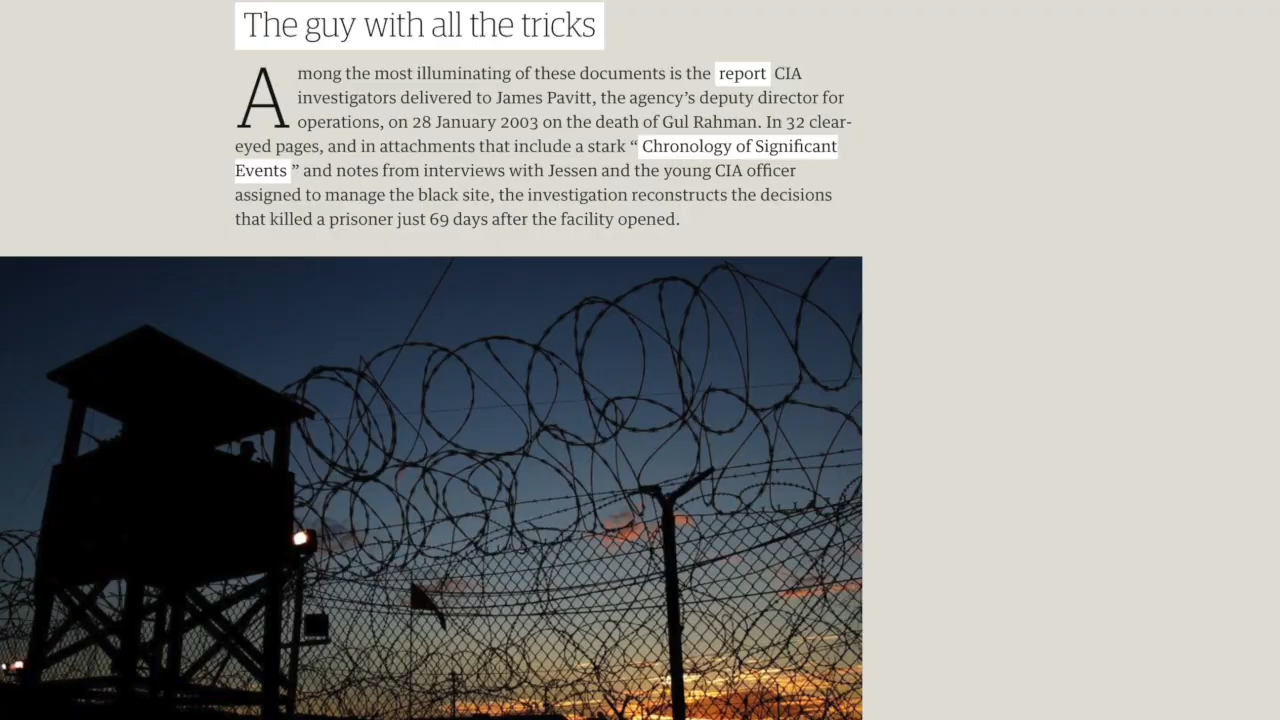 The guy with all the tricks
Among the most illuminating of these documents is the report CIA
investigators delivered to James Pavitt, the agency’s deputy director for
operations, on 28 January 2003 on the death of Gul Rahman. In 32 clear-
eyed pages, and in attachments that include a stark “ Chronology of Significant
Events ” and notes from interviews with Jessen and the young CIA officer
assigned to manage the black site, the investigation reconstructs the decisions
that killed a prisoner just 69 days after the facility opened.